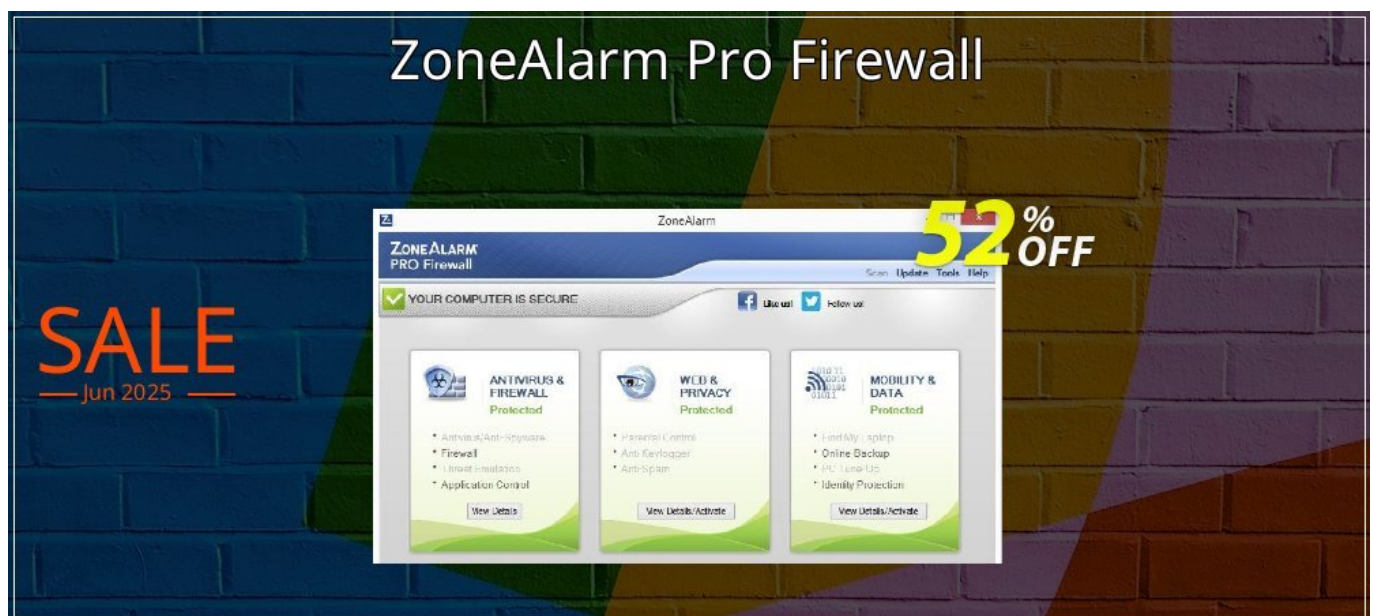 ZoneAlarm Pro Firewall
ZoneAlarm
52% OFF
ZONEALARM
PRO Firewall
Scan Update Tools Help
YOUR COMPUTER IS SECURE
Like us!
Follow us!
SALE
Jun 2025
ANTIVIRUS &
FIREWALL
Protected
Antivirus/Anti-Spyware
Firewall
Threat Emulation
Application Control
View Details
WEB &
PRIVACY
Protected
Parental Control
Anti-Keylogger
Anti-Spam
View Details/Activate
MOBILITY &
DATA
Protected
Find My Laptop
Online Backup
PC Tune-Up
Identity Protection
View Details/Activate